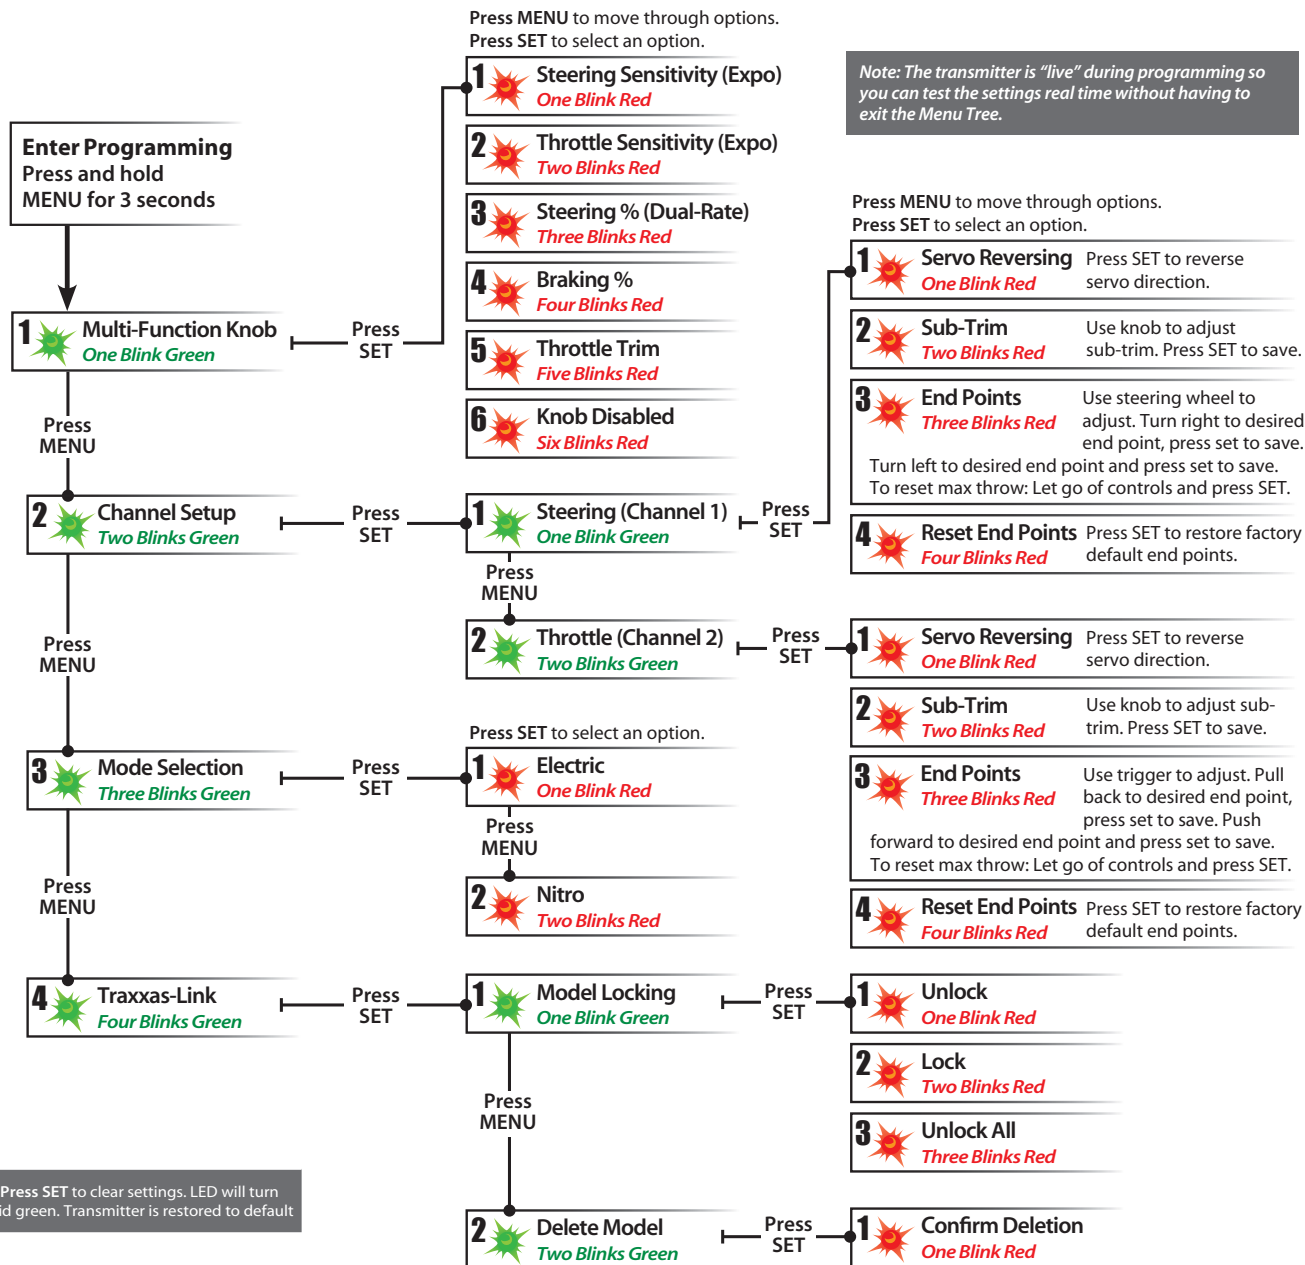 Press MENU to move through options.
Press SET to select an option.
Note: The transmitter is “live” during programming so
you can test the settings real time without having to
exit the Menu Tree.
Enter Programming
Press and hold
MENU for 3 seconds
1 Multi-Function Knob
One Blink Green
Press
SET
1 Steering Sensitivity (Expo)
One Blink Red
2 Throttle Sensitivity (Expo)
Two Blinks Red
3 Steering % (Dual-Rate)
Three Blinks Red
4 Braking %
Four Blinks Red
5 Throttle Trim
Five Blinks Red
6 Knob Disabled
Six Blinks Red
Press
MENU
2 Channel Setup
Two Blinks Green
Press
SET
1 Steering (Channel 1)
One Blink Green
Press
SET
Press MENU to move through options.
Press SET to select an option.
1 Servo Reversing
One Blink Red
Press SET to reverse
servo direction.
2 Sub-Trim
Two Blinks Red
Use knob to adjust
sub-trim. Press SET to save.
3 End Points
Three Blinks Red
Use steering wheel to
adjust. Turn right to desired
end point, press set to save.
Turn left to desired end point and press set to save.
To reset max throw: Let go of controls and press SET.
4 Reset End Points
Four Blinks Red
Press SET to restore factory
default end points.
Press
MENU
2 Throttle (Channel 2)
Two Blinks Green
Press
SET
1 Servo Reversing
One Blink Red
Press SET to reverse
servo direction.
2 Sub-Trim
Two Blinks Red
Use knob to adjust sub-
trim. Press SET to save.
3 End Points
Three Blinks Red
Use trigger to adjust. Pull
back to desired end point,
press set to save. Push
forward to desired end point and press set to save.
To reset max throw: Let go of controls and press SET.
4 Reset End Points
Four Blinks Red
Press SET to restore factory
default end points.
Press
MENU
3 Mode Selection
Three Blinks Green
Press
SET
Press SET to select an option.
1 Electric
One Blink Red
Press
MENU
2 Nitro
Two Blinks Red
Press
MENU
4 Traxxas-Link
Four Blinks Green
Press
SET
1 Model Locking
One Blink Green
Press
SET
1 Unlock
One Blink Red
2 Lock
Two Blinks Red
3 Unlock All
Three Blinks Red
Press
MENU
2 Delete Model
Two Blinks Green
Press
SET
1 Confirm Deletion
One Blink Red
Press SET to clear settings. LED will turn
id green. Transmitter is restored to default